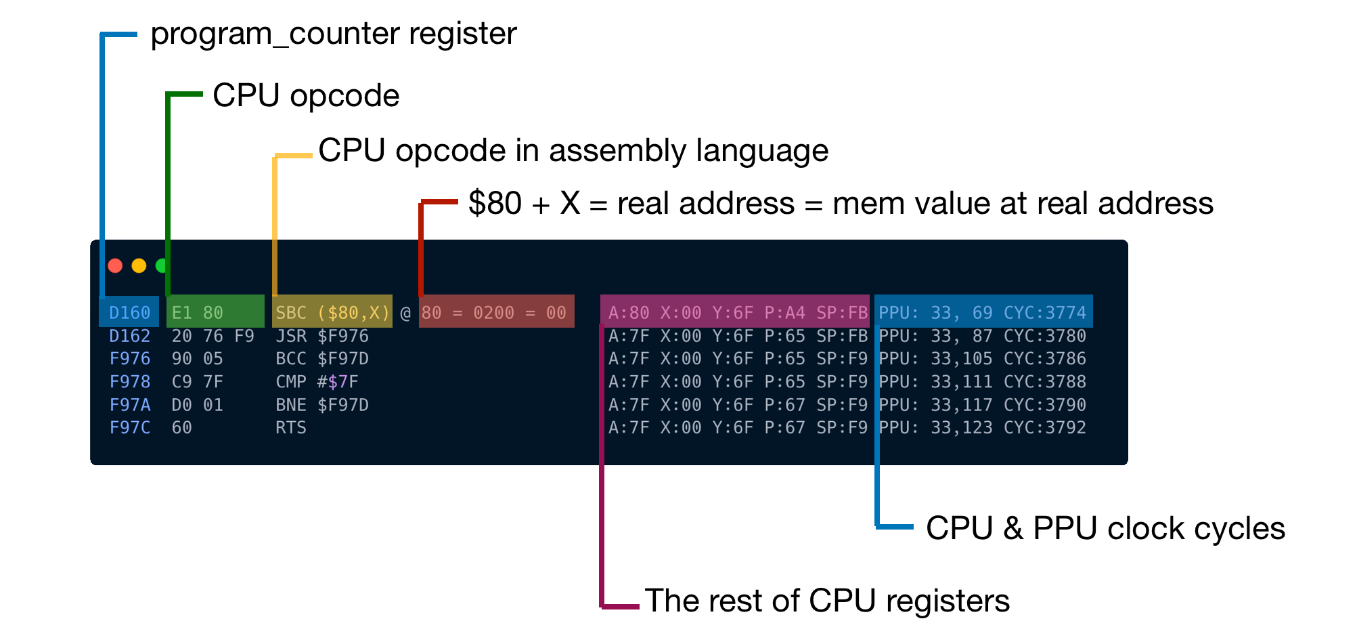 program_counter register
CPU opcode
CPU opcode in assembly language
$80 + X = real address = mem value at real address
D160 E1 80 SBC ($80,X) @ 80 = 0200 = 00 A:80 X:00 Y:6F P:A4 SP:FB PPU: 33, 69 CYC:3774
D162 20 76 F9 JSR $F976 A:7F X:00 Y:6F P:65 SP:FB PPU: 33, 87 CYC:3780
F976 90 05 BCC $F97D A:7F X:00 Y:6F P:65 SP:F9 PPU: 33,105 CYC:3786
F978 C9 7F CMP #$7F A:7F X:00 Y:6F P:65 SP:F9 PPU: 33,111 CYC:3788
F97A D0 01 BNE $F97D A:7F X:00 Y:6F P:67 SP:F9 PPU: 33,117 CYC:3790
F97C 60 RTS A:7F X:00 Y:6F P:67 SP:F9 PPU: 33,123 CYC:3792
CPU & PPU clock cycles
The rest of CPU registers